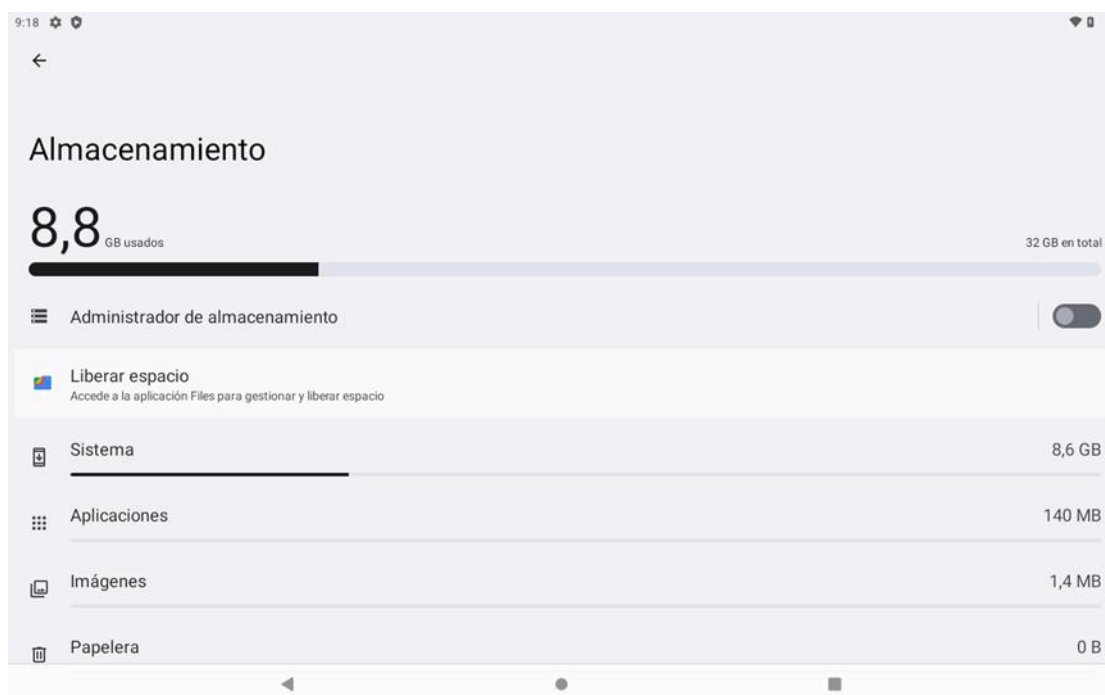 9:18
Almacenamiento
8,8 GB usados
32 GB en total
Administrador de almacenamiento
Liberar espacio
Accede a la aplicación Files para gestionar y liberar espacio
Sistema
8,6 GB
Aplicaciones
140 MB
Imágenes
1,4 MB
Papelera
0 B